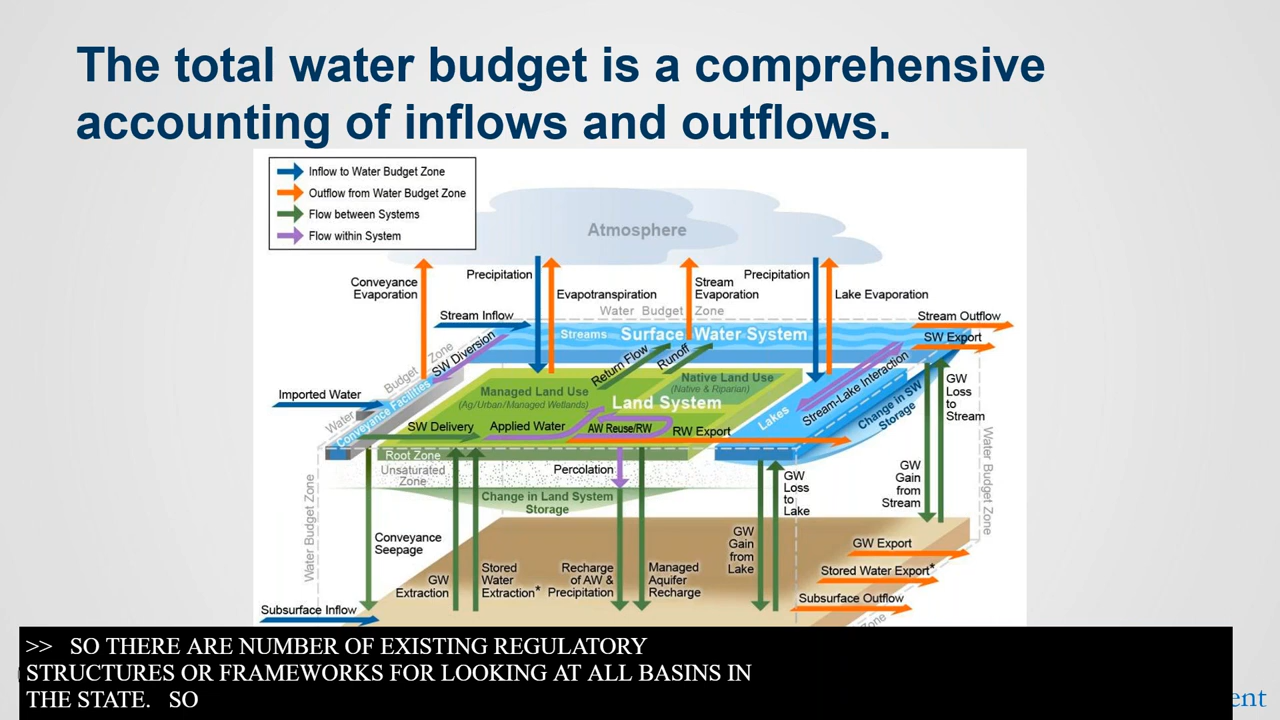 The total water budget is a comprehensive
accounting of inflows and outflows.
Inflow to Water Budget Zone
Outflow from Water Budget Zone
Flow between Systems
Flow within System
Atmosphere
Conveyance
Evaporation
Precipitation
Evapotranspiration
Stream
Evaporation
Precipitation
Lake Evaporation
Water Budget Zone
Stream Inflow
Stream Outflow
Streams
Surface Water System
SW Export
SW Diversion
Return Flow
Runoff
Stream-Lake Interaction
Water Budget Zone
Imported Water
Conveyance Facilities
Managed Land Use
(Ag/Urban/Managed Wetlands)
Native Land Use
(Native & Riparian)
Land System
Lakes
Change in SW
Storage
GW
Loss
to
Stream
SW Delivery
Applied Water
AW Reuse/RW
RW Export
Root Zone
Unsaturated
Zone
Percolation
Change in Land System
Storage
GW
Loss
to
Lake
GW
Gain
from
Stream
Water Budget Zone
Water Budget Zone
Conveyance
Seepage
GW
Extraction
Stored
Water
Extraction*
Recharge
of AW &
Precipitation
Managed
Aquifer
Recharge
GW
Gain
from
Lake
GW Export
Stored Water Export*
Subsurface Outflow
Subsurface Inflow
Zone
>> SO THERE ARE NUMBER OF EXISTING REGULATORY
STRUCTURES OR FRAMEWORKS FOR LOOKING AT ALL BASINS IN
THE STATE. SO
ent